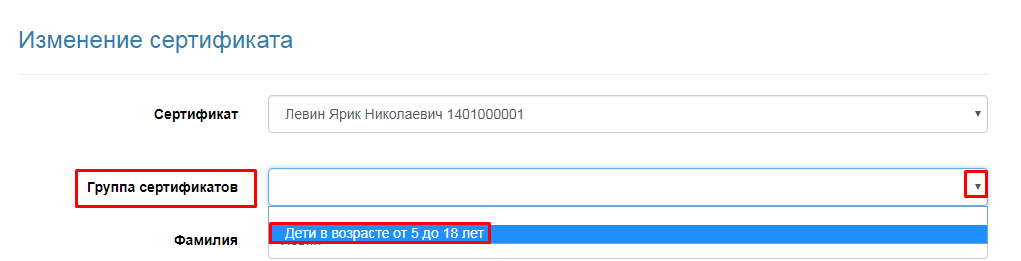 Изменение сертификата
Сертификат Левин Ярик Николаевич 1401000001
Группа сертификатов
Дети в возрасте от 5 до 18 лет
Фамилия